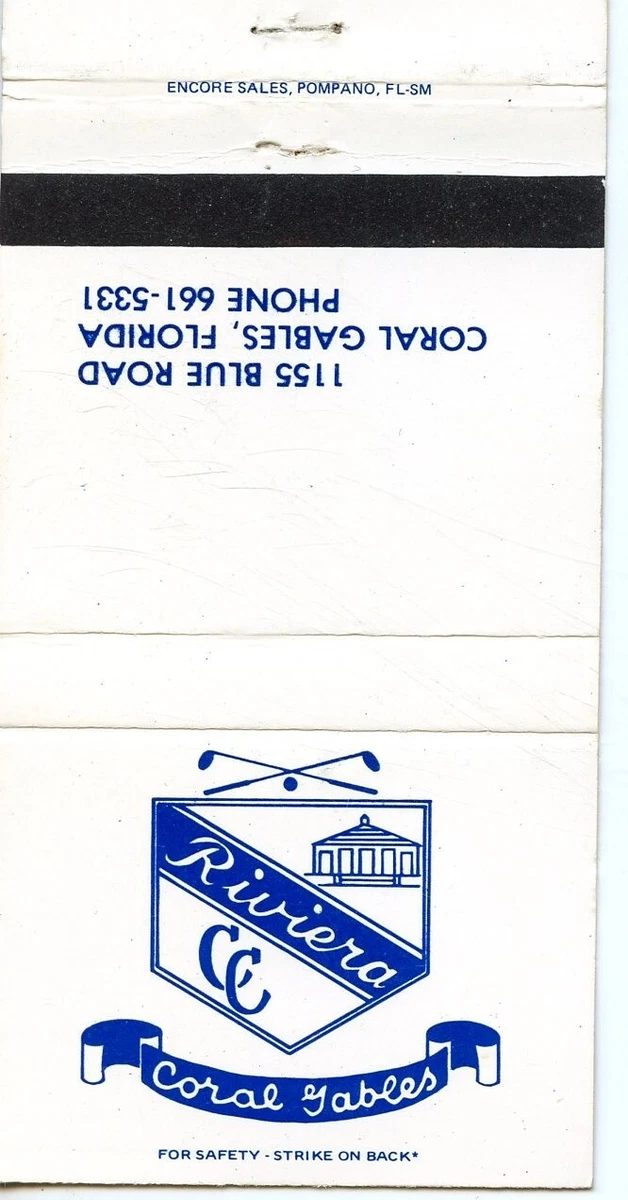 ENCORE SALES, POMPANO, FL-SM
1155 BLUE ROAD
CORAL GABLES, FLORIDA
PHONE 661-5331
Riviera
CC
Coral Gables
FOR SAFETY - STRIKE ON BACK*